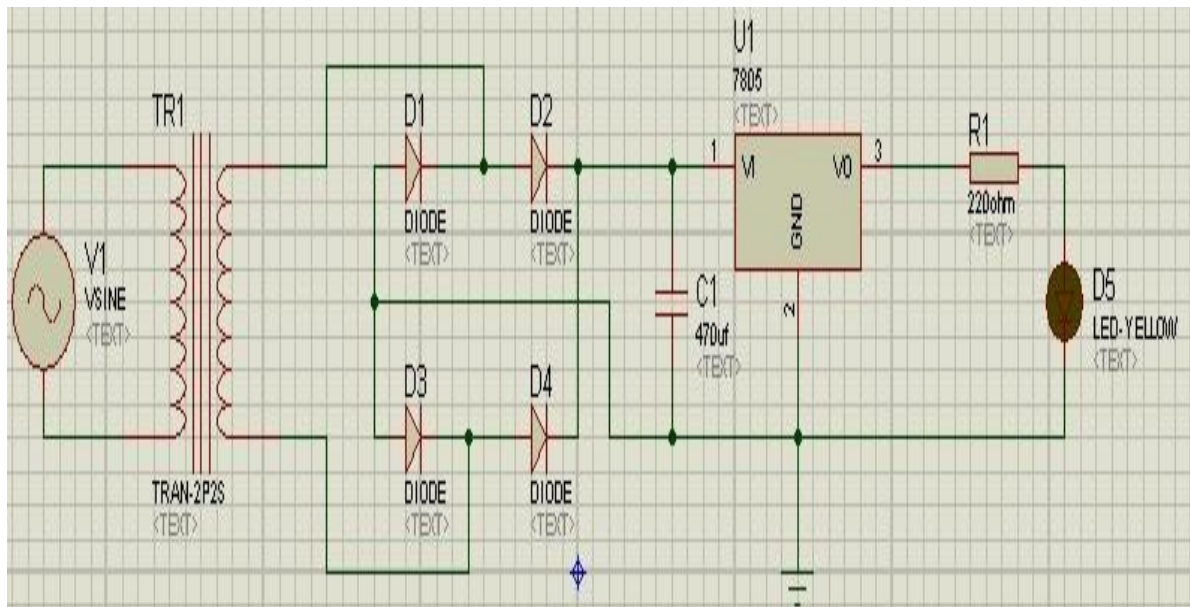 U1
7805
<TEXT>
TR1
D1
D2
R1
1
VI
VO
3
DIODE
<TEXT>
DIODE
<TEXT>
GND
220ohm
<TEXT>
V1
VSINE
<TEXT>
C1
470uf
<TEXT>
2
D5
LED-YELLOW
<TEXT>
D3
D4
TRAN-2P2S
<TEXT>
DIODE
<TEXT>
DIODE
<TEXT>